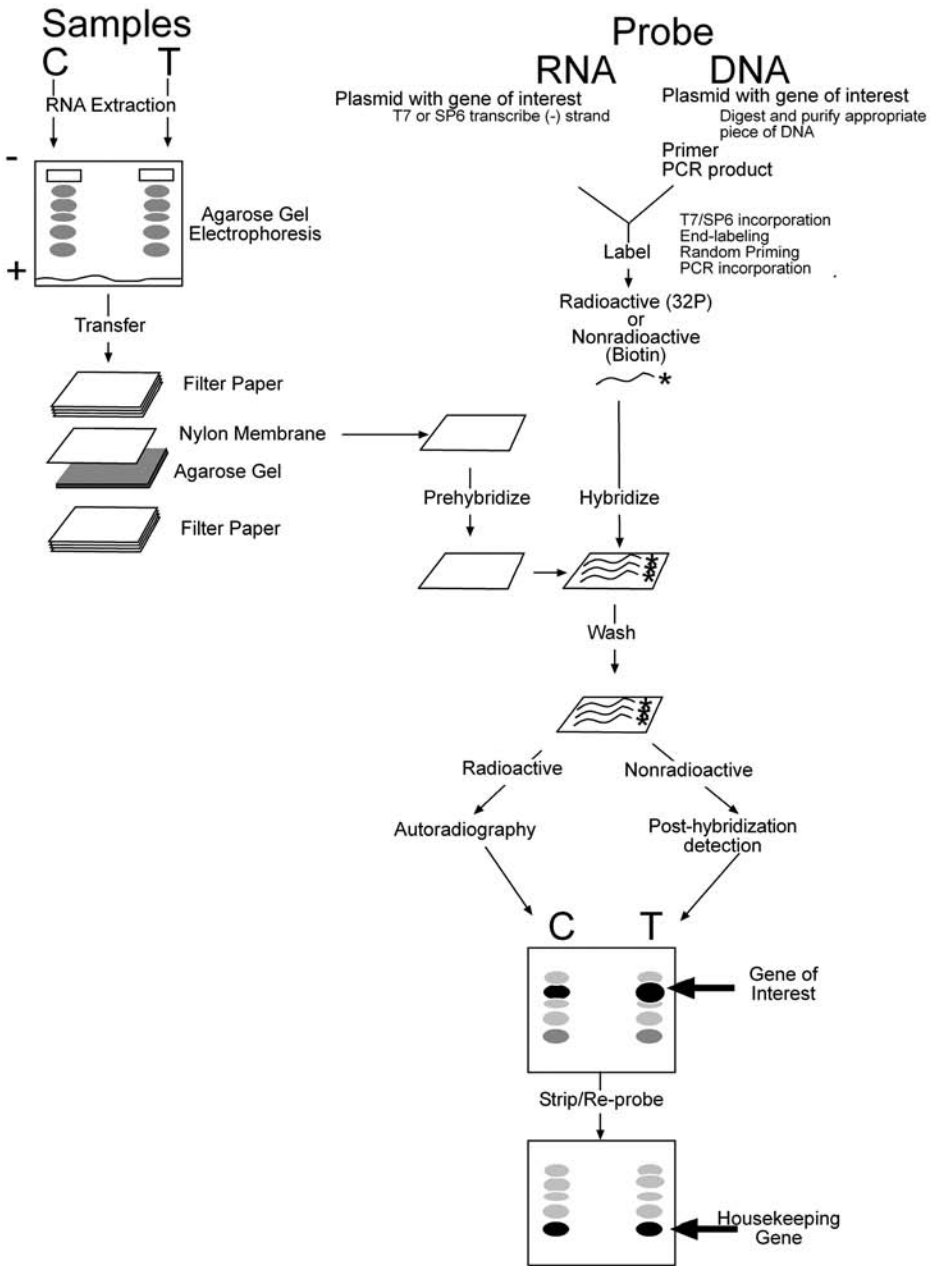 Samples
C T
RNA Extraction
-
+
Agarose Gel
Electrophoresis
Transfer
Filter Paper
Nylon Membrane
Agarose Gel
Filter Paper
Probe
RNA DNA
Plasmid with gene of interest
T7 or SP6 transcribe (-) strand
Plasmid with gene of interest
Digest and purify appropriate
piece of DNA
Primer
PCR product
Label
T7/SP6 incorporation
End-labeling
Random Priming
PCR incorporation
Radioactive (32P)
or
Nonradioactive
(Biotin)
*
Prehybridize
Hybridize
Wash
Radioactive
Nonradioactive
Autoradiography
Post-hybridization
detection
C T
Gene of
Interest
Strip/Re-probe
Housekeeping
Gene